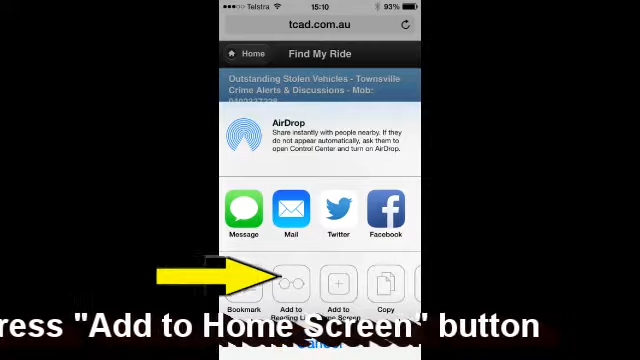 Telstra 15:10 93%
tcad.com.au
Home Find My Ride
Outstanding Stolen Vehicles - Townsville
Crime Alerts & Discussions - Mob:
AirDrop
Share instantly with people nearby. If they
do not appear automatically, ask them to
open Control Center and turn on AirDrop.
Message Mail Twitter Facebook
Bookmark Add to Add to Copy
ress "Add to Home Screen" button